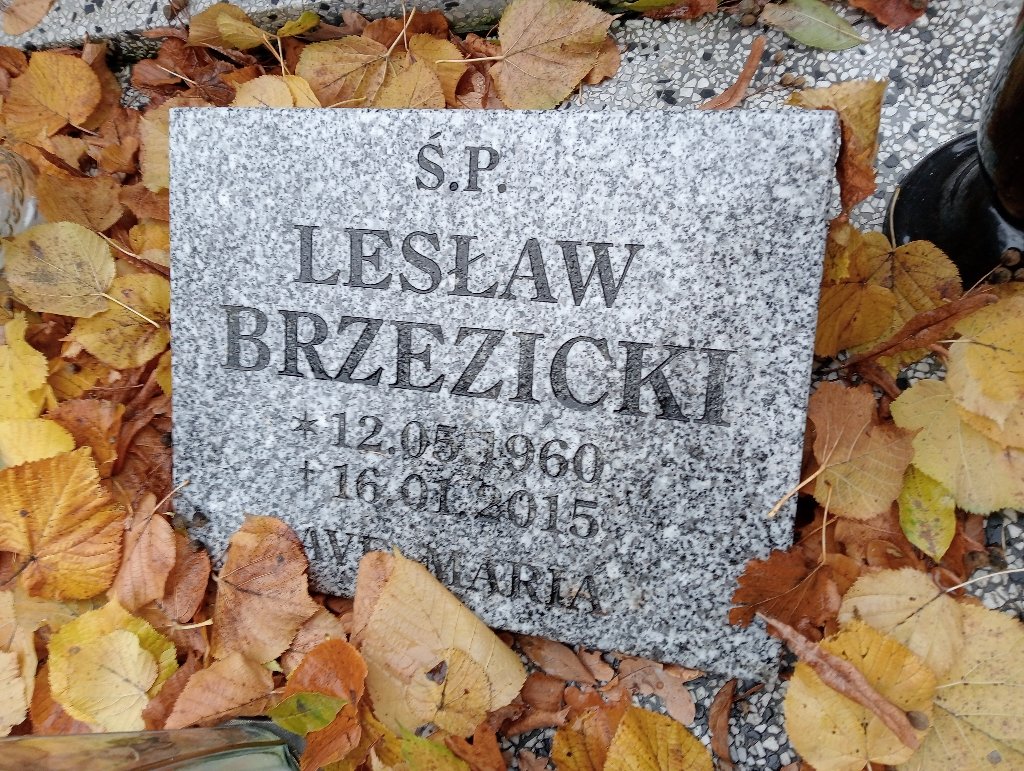 Ś.P.
LESŁAW
BRZEZICKI
* 12.05.1960
† 16.01.2015
MARIA